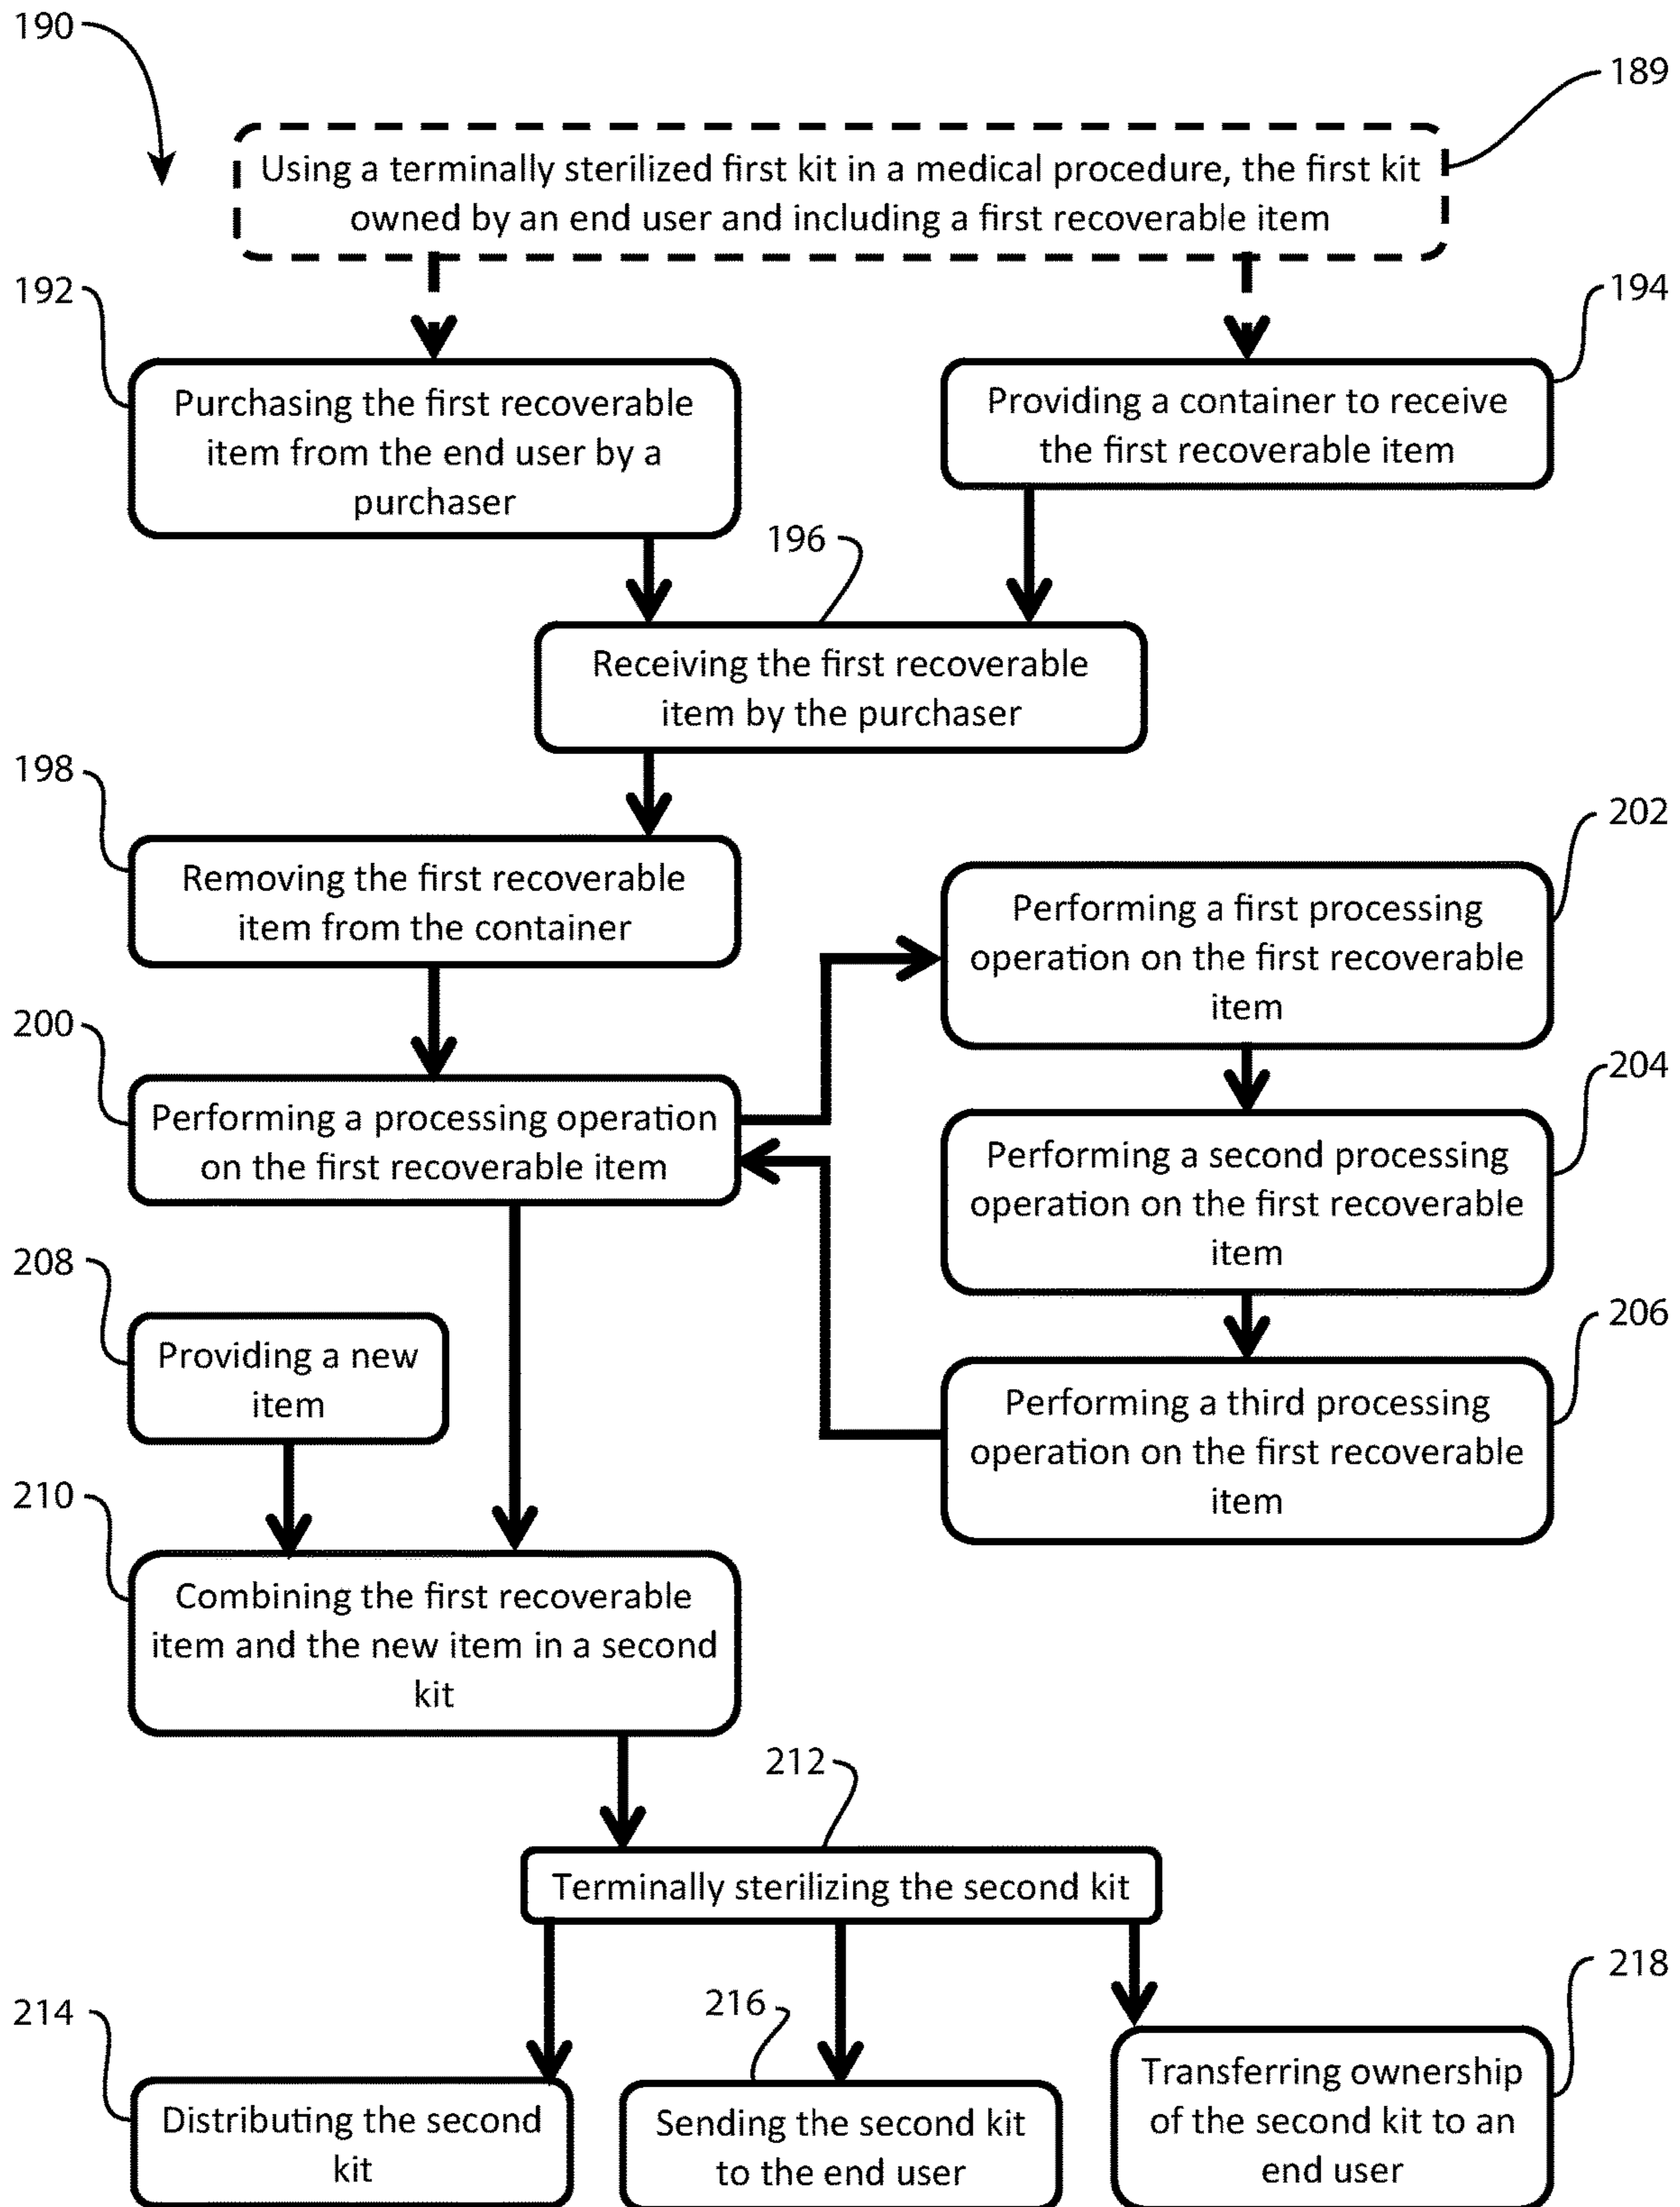 190
189
Using a terminally sterilized first kit in a medical procedure, the first kit
owned by an end user and including a first recoverable item
192
194
Purchasing the first recoverable
item from the end user by a
purchaser
Providing a container to receive
the first recoverable item
196
Receiving the first recoverable
item by the purchaser
198
Removing the first recoverable
item from the container
202
Performing a first processing
operation on the first recoverable
item
200
Performing a processing operation
on the first recoverable item
204
Performing a second processing
operation on the first recoverable
item
208
Providing a new
item
206
Performing a third processing
operation on the first recoverable
item
210
Combining the first recoverable
item and the new item in a second
kit
212
Terminally sterilizing the second kit
214
Distributing the second
kit
216
Sending the second kit
to the end user
218
Transferring ownership
of the second kit to an
end user